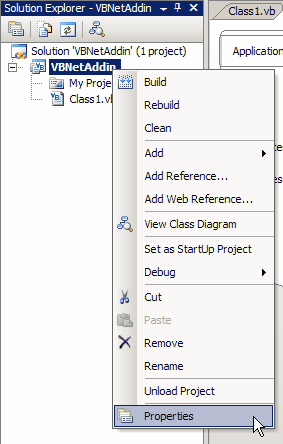 Solution Explorer - VBNetAddin
Class1.vb
Solution 'VBNetAddin' (1 project)
Application
VBNetAddin
My Proje
Class1.vb
Build
Rebuild
Clean
Add
Add Reference...
Add Web Reference...
View Class Diagram
Set as StartUp Project
Debug
Cut
Paste
Remove
Rename
Unload Project
Properties